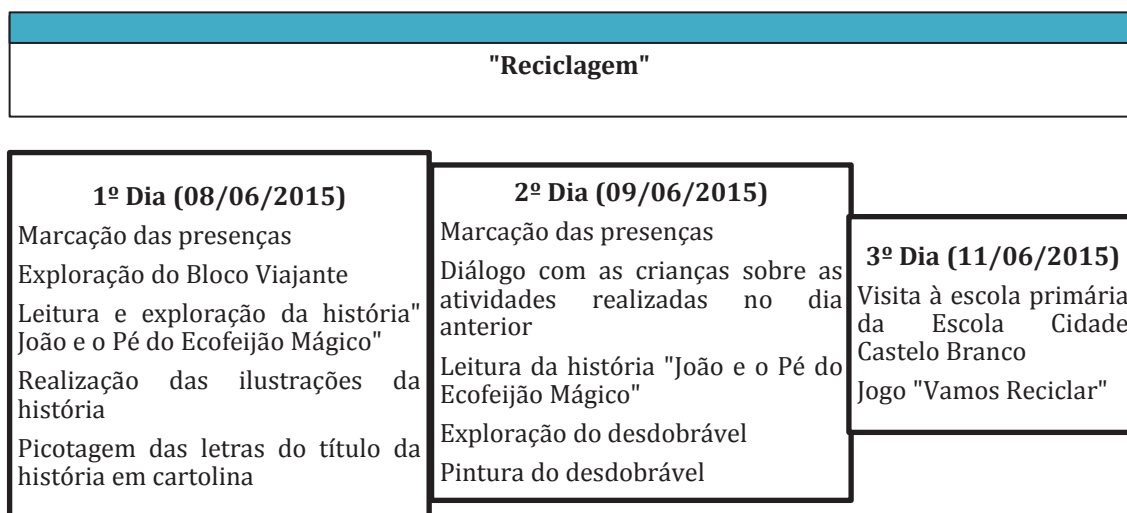 "Reciclagem"
1º Dia (08/06/2015)
Marcação das presenças
Exploração do Bloco Viajante
Leitura e exploração da história"
João e o Pé do Ecofeijão Mágico"
Realização das ilustrações da
história
Picotagem das letras do título da
história em cartolina
2º Dia (09/06/2015)
Marcação das presenças
Diálogo com as crianças sobre as
atividades realizadas no dia
anterior
Leitura da história "João e o Pé do
Ecofeijão Mágico"
Exploração do desdobrável
Pintura do desdobrável
3º Dia (11/06/2015)
Visita à escola primária
da Escola Cidade
Castelo Branco
Jogo "Vamos Reciclar"